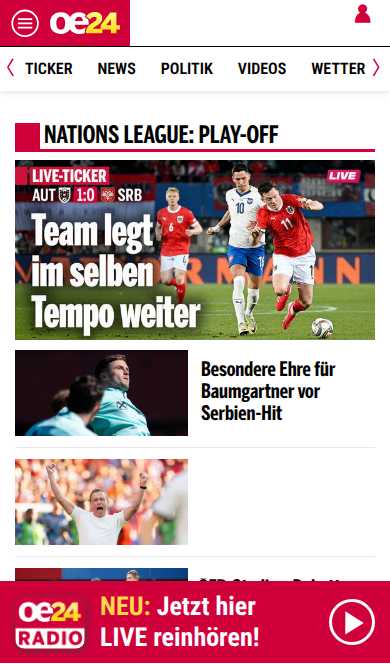 oe24
TICKER NEWS POLITIK VIDEOS WETTER
NATIONS LEAGUE: PLAY-OFF
LIVE-TICKER
LIVE
AUT 1:0 SRB
Team legt
im selben
Tempo weiter
Besondere Ehre für
Baumgartner vor
Serbien-Hit
oe24
RADIO
NEU: Jetzt hier
LIVE reinhören!